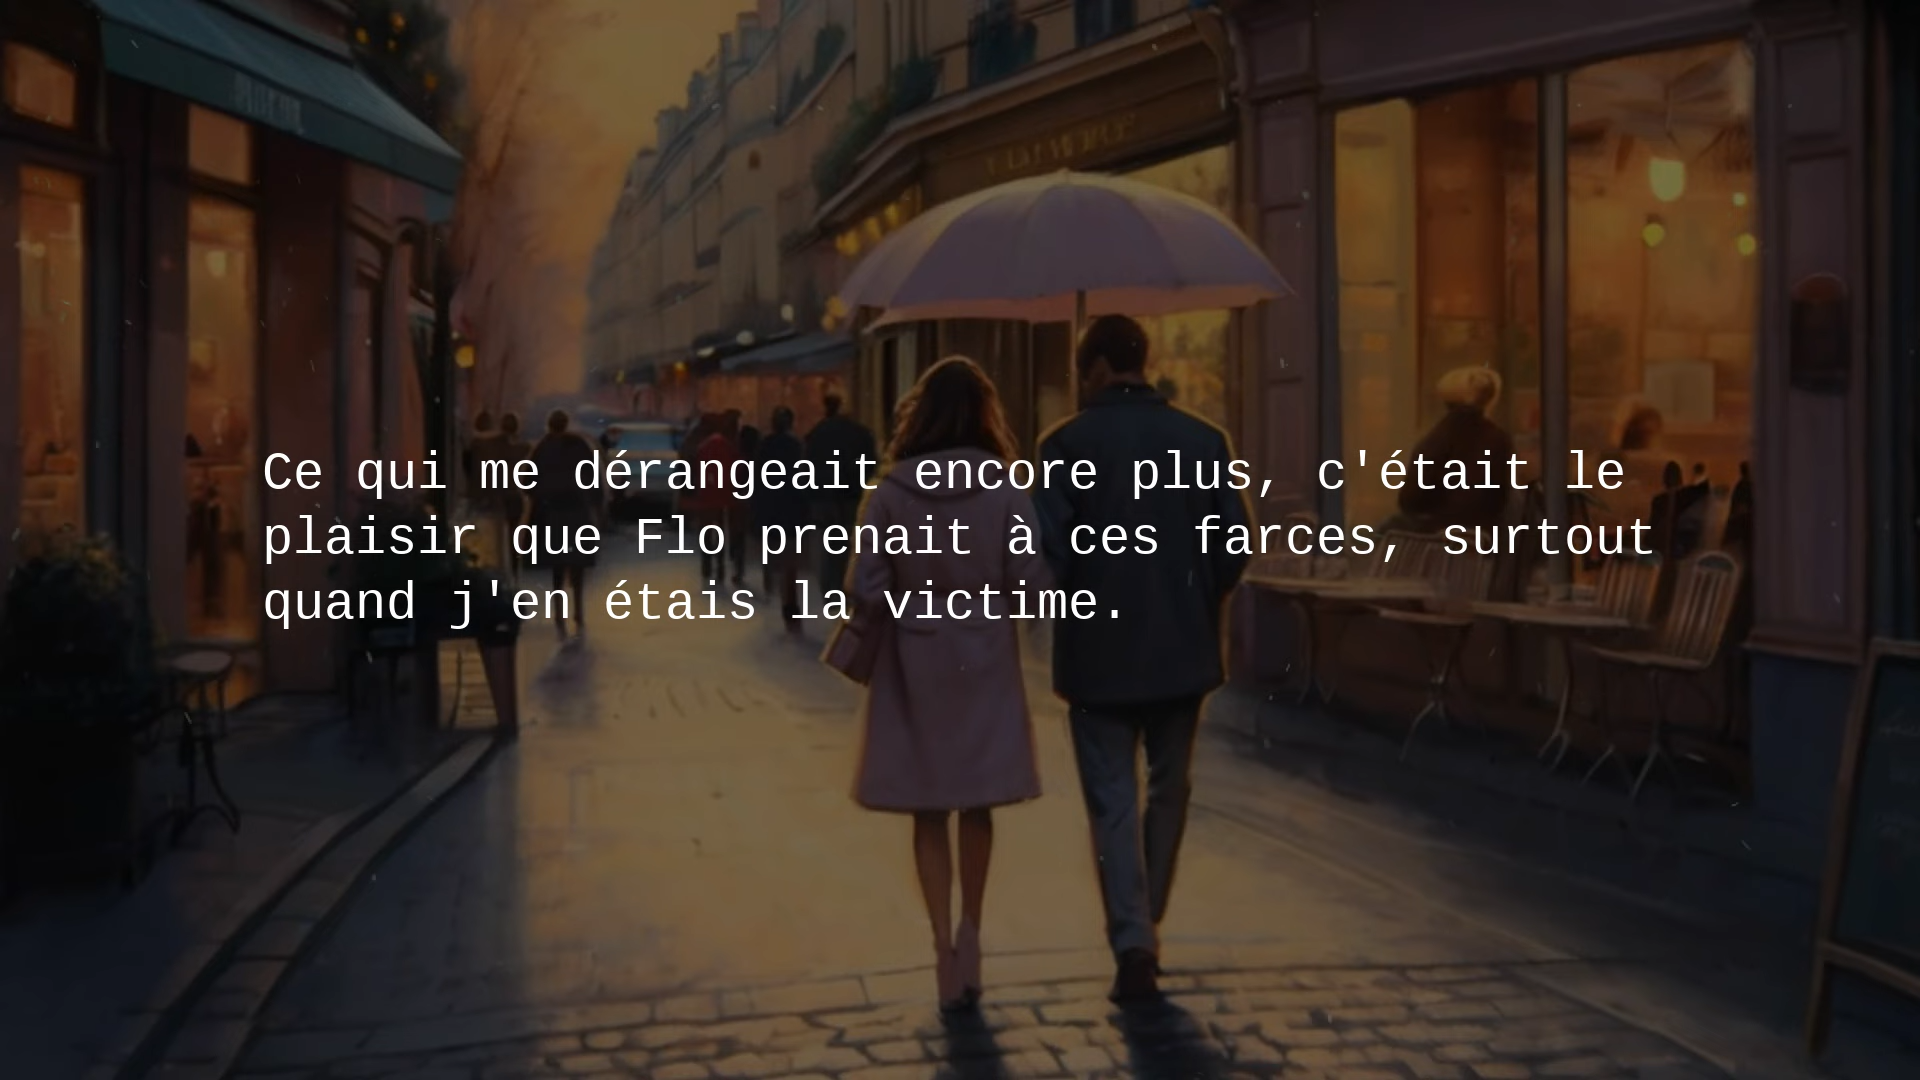 Ce qui me dérangeait encore plus, c'était le
plaisir que Flo prenait à ces farces, surtout
quand j'en étais la victime.